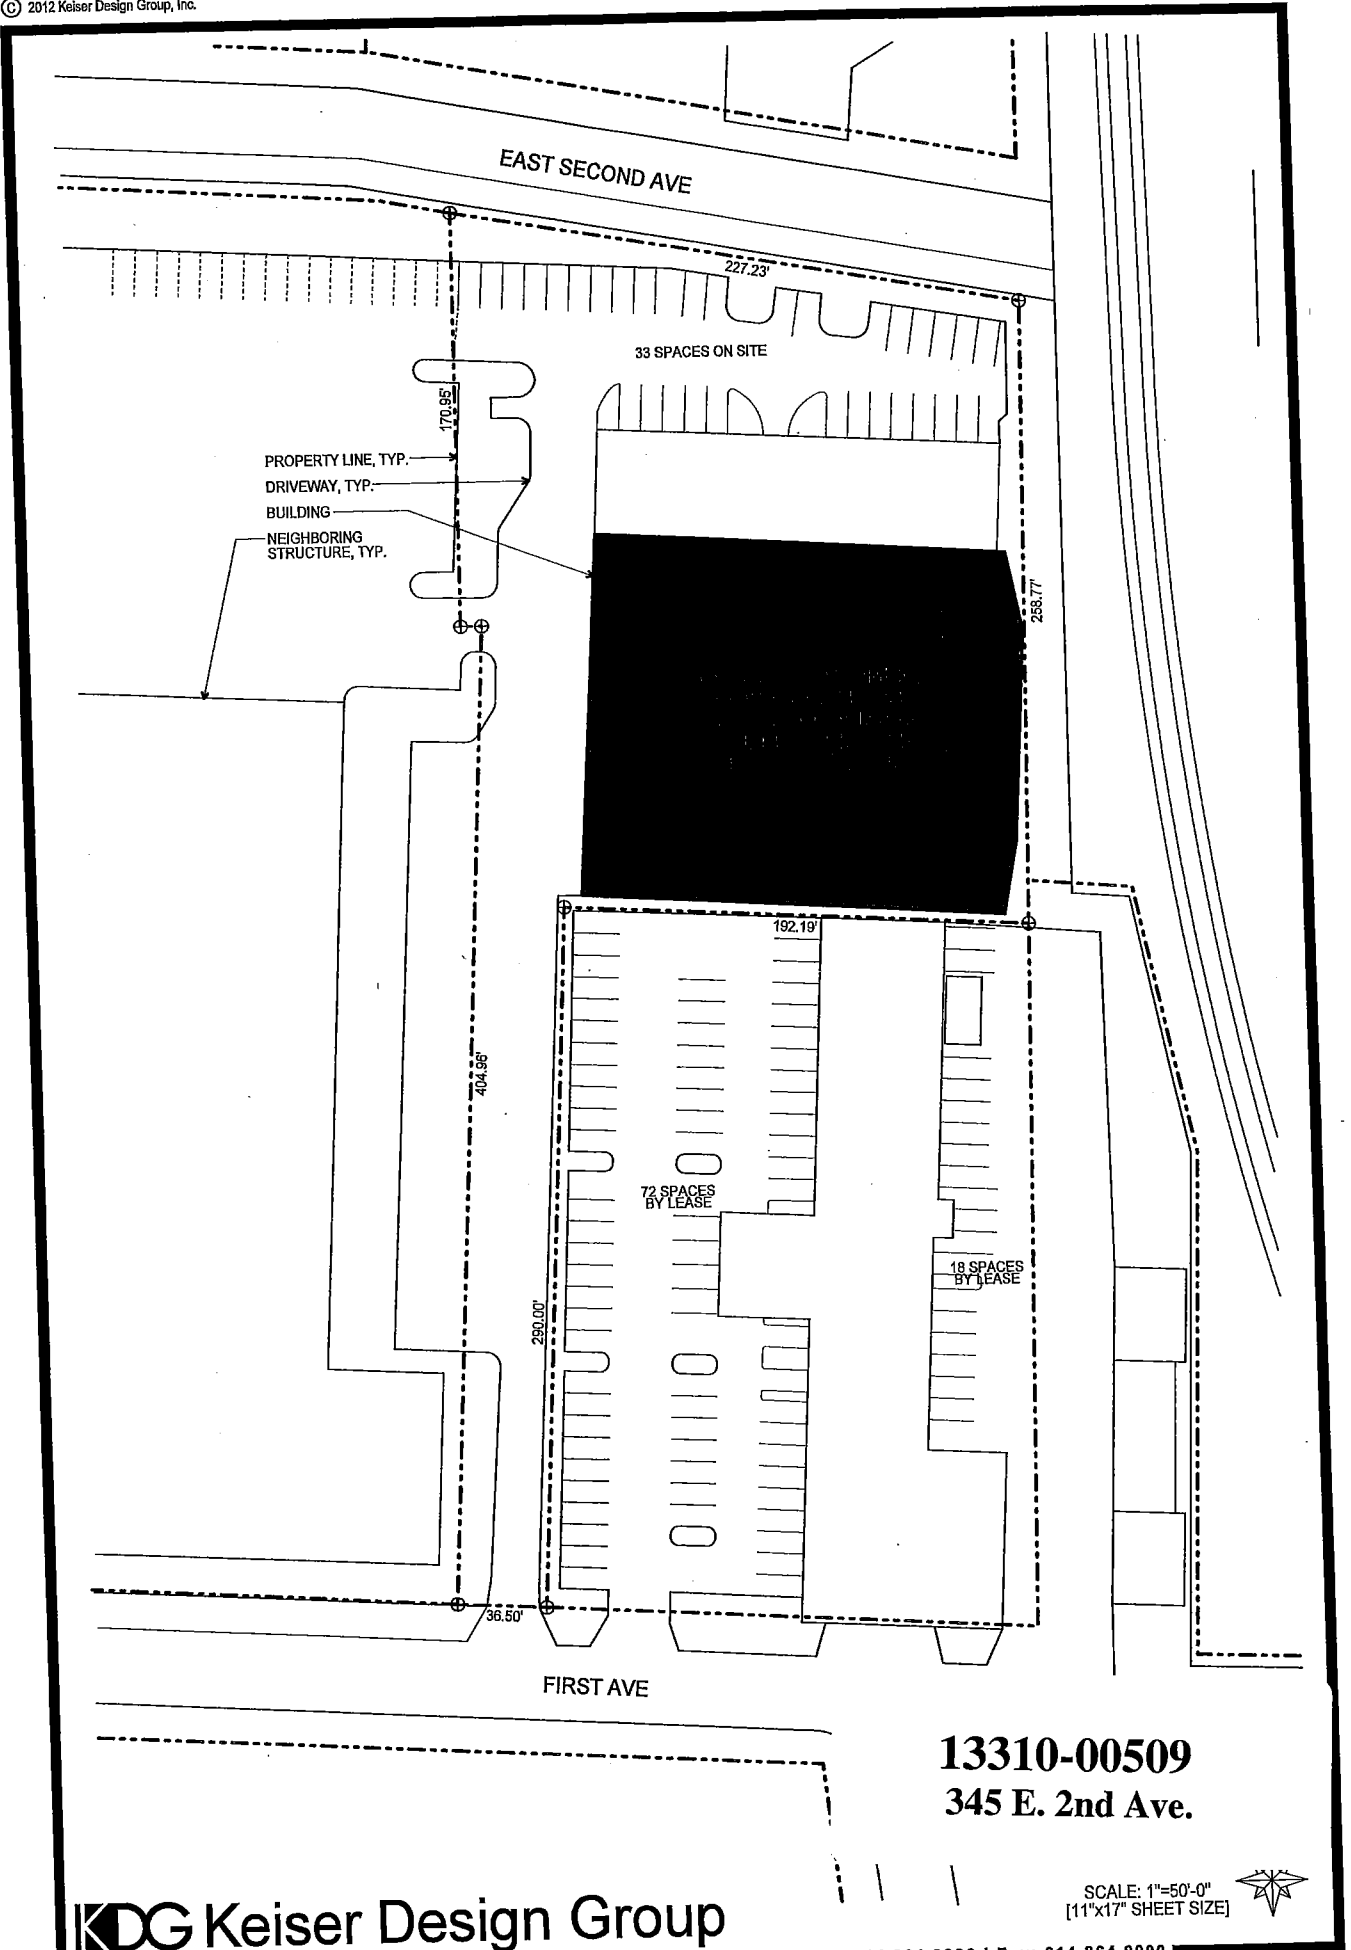 © 2012 Keiser Design Group, Inc.
EAST SECOND AVE
227.23'
33 SPACES ON SITE
170.95'
PROPERTY LINE, TYP.
DRIVEWAY, TYP.
BUILDING
NEIGHBORING
STRUCTURE, TYP.
258.77'
192.19'
404.96'
72 SPACES
BY LEASE
18 SPACES
BY LEASE
290.00'
36.50'
FIRST AVE
13310-00509
345 E. 2nd Ave.
SCALE: 1"=50'-0"
[11"x17" SHEET SIZE]
KDG Keiser Design Group